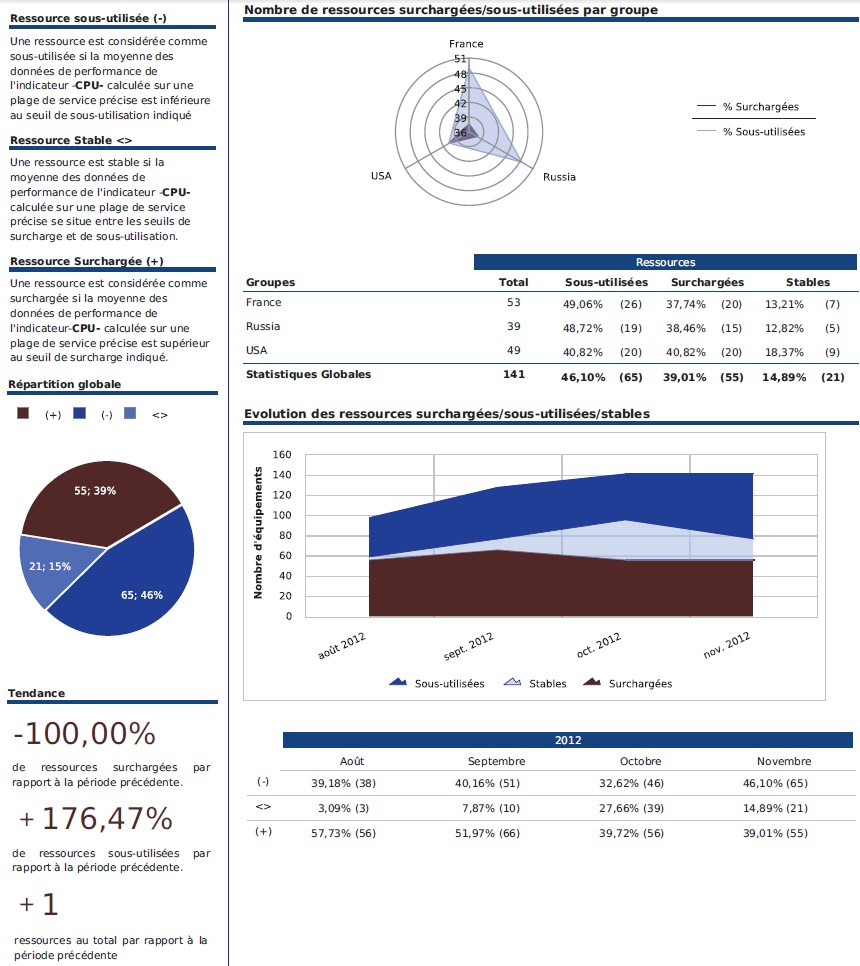 Ressource sous-utilisée (-)
Une ressource est considérée comme
sous-utilisée si la moyenne des
données de performance de
l'indicateur -CPU- calculée sur une
plage de service précise est inférieure
au seuil de sous-utilisation indiqué
Ressource Stable <>
Une ressource est stable si la
moyenne des données de
performance de l'indicateur -CPU-
calculée sur une plage de service
précise se situe entre les seuils de
surcharge et de sous-utilisation.
Ressource Surchargée (+)
Une ressource est considérée comme
surchargée si la moyenne des
données de performance de
l'indicateur-CPU- calculée sur une
plage de service précise est supérieur
au seuil de surcharge indiqué.
Répartition globale
(+) (-) <>
55; 39%
21; 15%
65; 46%
Tendance
-100,00%
de ressources surchargées par
rapport à la période précédente.
+ 176,47%
de ressources sous-utilisées par
rapport à la période précédente.
+ 1
ressources au total par rapport à la
période précédente
Nombre de ressources surchargées/sous-utilisées par groupe
France
51
48
45
42
39
36
USA
Russia
% Surchargées
% Sous-utilisées
Ressources
Groupes Total Sous-utilisées Surchargées Stables
France 53 49,06% (26) 37,74% (20) 13,21% (7)
Russia 39 48,72% (19) 38,46% (15) 12,82% (5)
USA 49 40,82% (20) 40,82% (20) 18,37% (9)
Statistiques Globales 141 46,10% (65) 39,01% (55) 14,89% (21)
Evolution des ressources surchargées/sous-utilisées/stables
Nombre d'équipements
160
140
120
100
80
60
40
20
0
août 2012 sept. 2012 oct. 2012 nov. 2012
Sous-utilisées Stables Surchargées
2012
Août Septembre Octobre Novembre
(-) 39,18% (38) 40,16% (51) 32,62% (46) 46,10% (65)
<> 3,09% (3) 7,87% (10) 27,66% (39) 14,89% (21)
(+) 57,73% (56) 51,97% (66) 39,72% (56) 39,01% (55)